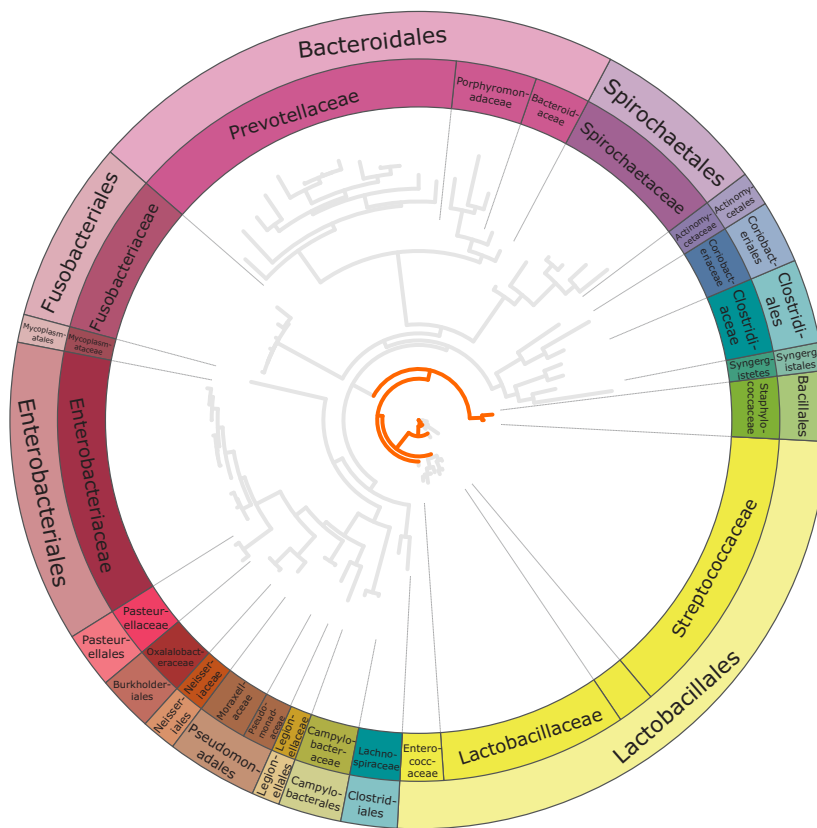 Bacteroidales
Prevotellaceae
Porphyromon-
adaceae
Bacteroid-
aceae
Spirochaetales
Spirochaetaceae
Actinomy-
cetales
Actinomy-
cetaceae
Coriobact-
eriales
Coriobact-
eriaceae
Clostridi-
ales
Clostridi-
aceae
Synerg-
istales
Synerg-
istetes
Bacillales
Staphylo-
coccaceae
Streptococcaceae
Lactobacillales
Lactobacillaceae
Entero-
cocc-
aceae
Lachno-
spiraceae
Clostrid-
iales
Campylo-
bacter-
aceae
Campylo-
bacterales
Legion-
ellaceae
Legion-
ellales
Pseudo-
monad-
aceae
Moraxell-
aceae
Pseudomon-
adales
Neisser-
iaceae
Neisser-
iales
Oxalalobact-
eraceae
Burkholder-
iales
Pasteur-
ellaceae
Pasteur-
ellales
Enterobacteriaceae
Enterobacteriales
Mycoplasm-
ataceae
Mycoplasm-
atales
Fusobacteriaceae
Fusobacteriales